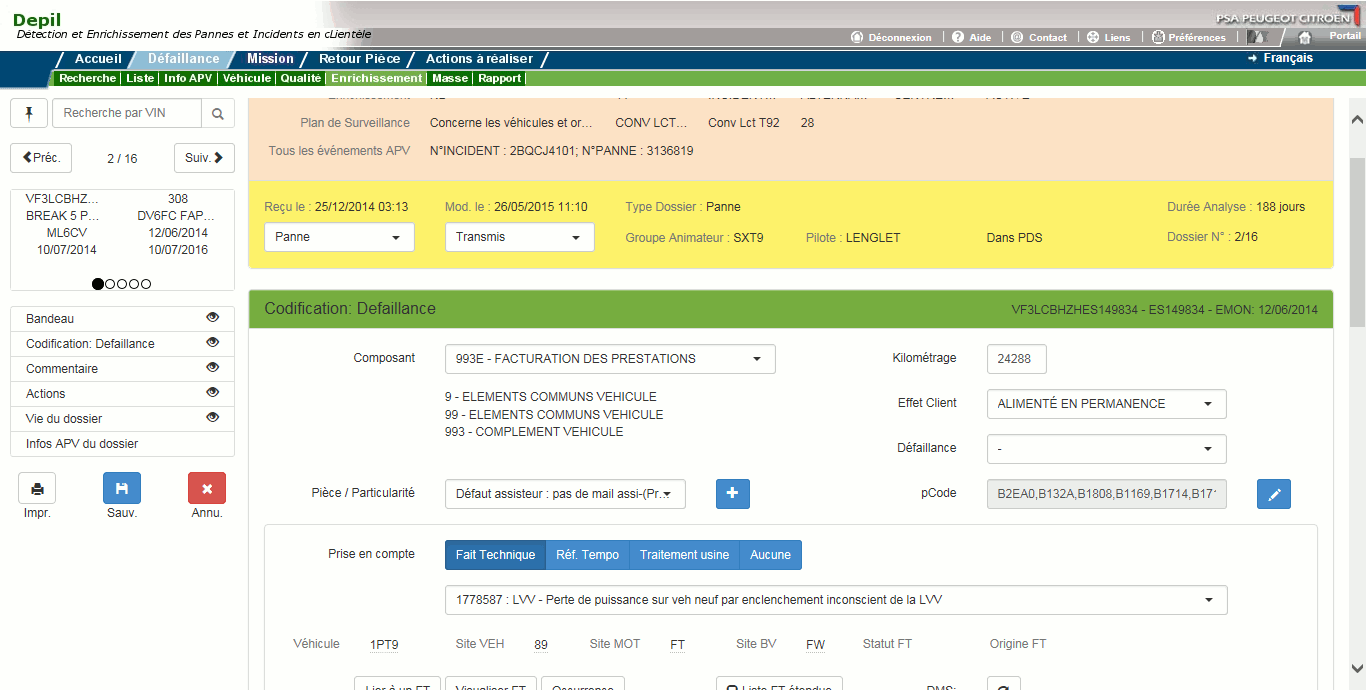 Depil
Détection et Enrichissement des Pannes et Incidents en cLientèle
PSA PEUGEOT CITROËN
Déconnexion | Aide | Contact | Liens | Préférences | Portail
Accueil / Défaillance / Mission / Retour Pièce / Actions à réaliser /
Français
Recherche Liste Info APV Véhicule Qualité Enrichissement Masse Rapport
Recherche par VIN
Préc. 2 / 16 Suiv.
VF3LCBHZ... 308
BREAK 5 P... DV6FC FAP...
ML6CV 12/06/2014
10/07/2014 10/07/2016
Bandeau
Codification: Defaillance
Commentaire
Actions
Vie du dossier
Infos APV du dossier
Impr. Sauv. Annu.
Plan de Surveillance Concerne les véhicules et or... CONV LCT... Conv Lct T92 28
Tous les événements APV N°INCIDENT : 2BQCJ4101; N°PANNE : 3136819
Reçu le : 25/12/2014 03:13 Mod. le : 26/05/2015 11:10 Type Dossier : Panne Durée Analyse : 188 jours
Panne Transmis Groupe Animateur : SXT9 Pilote : LENGLET Dans PDS Dossier N° : 2/16
Codification: Defaillance VF3LCBHZHES149834 - ES149834 - EMON: 12/06/2014
Composant 993E - FACTURATION DES PRESTATIONS Kilométrage 24288
9 - ELEMENTS COMMUNS VEHICULE
99 - ELEMENTS COMMUNS VEHICULE
993 - COMPLEMENT VEHICULE
Effet Client ALIMENTÉ EN PERMANENCE
Défaillance -
Pièce / Particularité Défaut assisteur : pas de mail assi-(Pr... pCode B2EA0,B132A,B1808,B1169,B1714,B171
Prise en compte Fait Technique Réf. Tempo Traitement usine Aucune
1778587 : LVV - Perte de puissance sur veh neuf par enclenchement inconscient de la LVV
Véhicule 1PT9 Site VEH 89 Site MOT FT Site BV FW Statut FT Origine FT
Lier à un FT Visualiser FT Occurrence Liste FT étendue DMS: